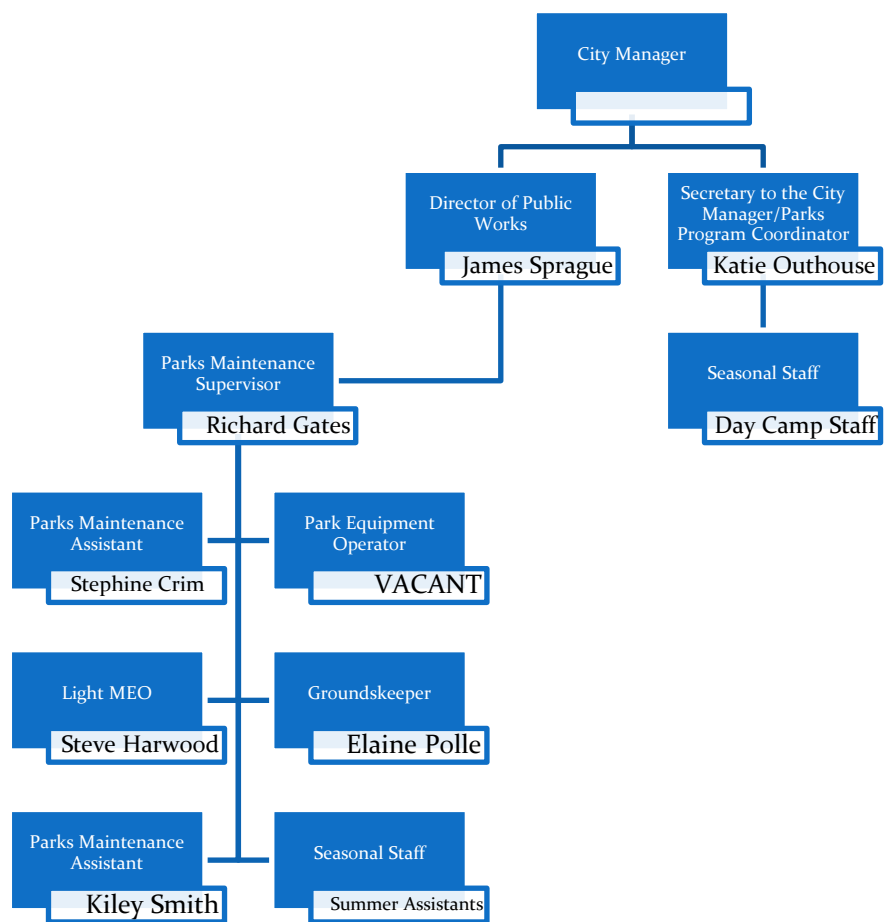 City Manager
Director of Public
Works
James Sprague
Secretary to the City
Manager/Parks
Program Coordinator
Katie Outhouse
Parks Maintenance
Supervisor
Richard Gates
Seasonal Staff
Day Camp Staff
Parks Maintenance
Assistant
Stephine Crim
Park Equipment
Operator
VACANT
Light MEO
Steve Harwood
Groundskeeper
Elaine Polle
Parks Maintenance
Assistant
Kiley Smith
Seasonal Staff
Summer Assistants